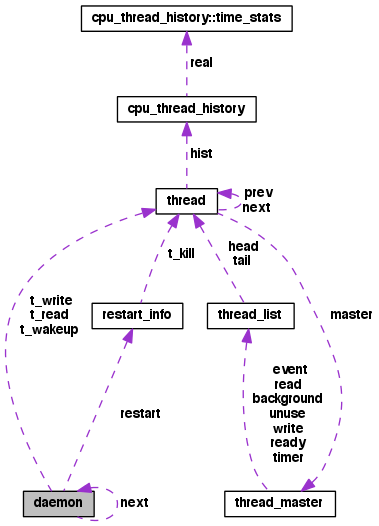 cpu_thread_history::time_stats
real
cpu_thread_history
hist
thread
prev
next
t_kill
head
tail
t_write
t_read
t_wakeup
restart_info
thread_list
master
event
read
background
unuse
write
ready
timer
restart
daemon
next
thread_master